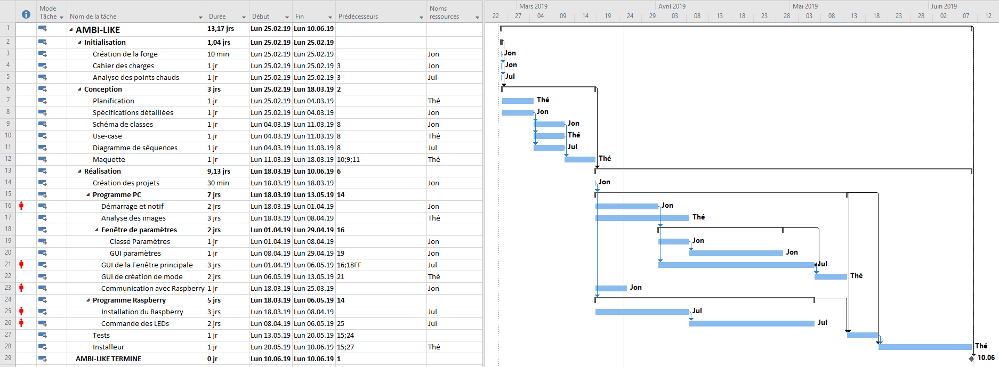 Mode Tâche Nom de la tâche Durée Début Fin Prédécesseurs Noms ressources
Mars 2019 Avril 2019 Mai 2019 Juin 2019
22 27 04 09 14 19 24 29 03 08 13 18 23 28 03 08 13 18 23 28 02 07 12
1 AMBI-LIKE 13,17 jrs Lun 25.02.19 Lun 10.06.19
2 Initialisation 1,04 jrs Lun 25.02.19 Lun 25.02.19
3 Création de la forge 10 min Lun 25.02.19 Lun 25.02.19 Jon Jon
4 Cahier des charges 1 jr Lun 25.02.19 Lun 25.02.19 3 Jon Jon
5 Analyse des points chauds 1 jr Lun 25.02.19 Lun 25.02.19 3 Jul Jul
6 Conception 3 jrs Lun 25.02.19 Lun 18.03.19 2
7 Planification 1 jr Lun 25.02.19 Lun 04.03.19 Thé Thé
8 Spécifications détaillées 1 jr Lun 25.02.19 Lun 04.03.19 Jon Jon
9 Schéma de classes 1 jr Lun 04.03.19 Lun 11.03.19 8 Jon Jon
10 Use-case 1 jr Lun 04.03.19 Lun 11.03.19 8 Thé Thé
11 Diagramme de séquences 1 jr Lun 04.03.19 Lun 11.03.19 8 Jul Jul
12 Maquette 1 jr Lun 11.03.19 Lun 18.03.19 10;9;11 Thé Thé
13 Réalisation 9,13 jrs Lun 18.03.19 Lun 10.06.19 6
14 Création des projets 30 min Lun 18.03.19 Lun 18.03.19 Jon Jon
15 Programme PC 7 jrs Lun 18.03.19 Lun 13.05.19 14
16 Démarrage et notif 2 jrs Lun 18.03.19 Lun 01.04.19 Jon Jon
17 Analyse des images 3 jrs Lun 18.03.19 Lun 08.04.19 Thé Thé
18 Fenêtre de paramètres 2 jrs Lun 01.04.19 Lun 29.04.19 16
19 Classe Paramètres 1 jr Lun 01.04.19 Lun 08.04.19 Jon Jon
20 GUI paramètres 1 jr Lun 08.04.19 Lun 29.04.19 19 Jon Jon
21 GUI de la Fenêtre principale 3 jrs Lun 01.04.19 Lun 06.05.19 16;18FF Jul Jul
22 GUI de création de mode 2 jrs Lun 06.05.19 Lun 13.05.19 21 Thé Thé
23 Communication avec Raspberry 1 jr Lun 18.03.19 Lun 25.03.19 Jon Jon
24 Programme Raspberry 5 jrs Lun 18.03.19 Lun 06.05.19 14
25 Installation du Raspberry 3 jrs Lun 18.03.19 Lun 08.04.19 Jul Jul
26 Commande des LEDs 2 jrs Lun 08.04.19 Lun 06.05.19 25 Jul Jul
27 Tests 1 jr Lun 13.05.19 Lun 20.05.19 15;24
28 Installeur 1 jr Lun 20.05.19 Lun 10.06.19 15;27 Thé Thé
29 AMBI-LIKE TERMINE 0 jr Lun 10.06.19 Lun 10.06.19 1 10.06